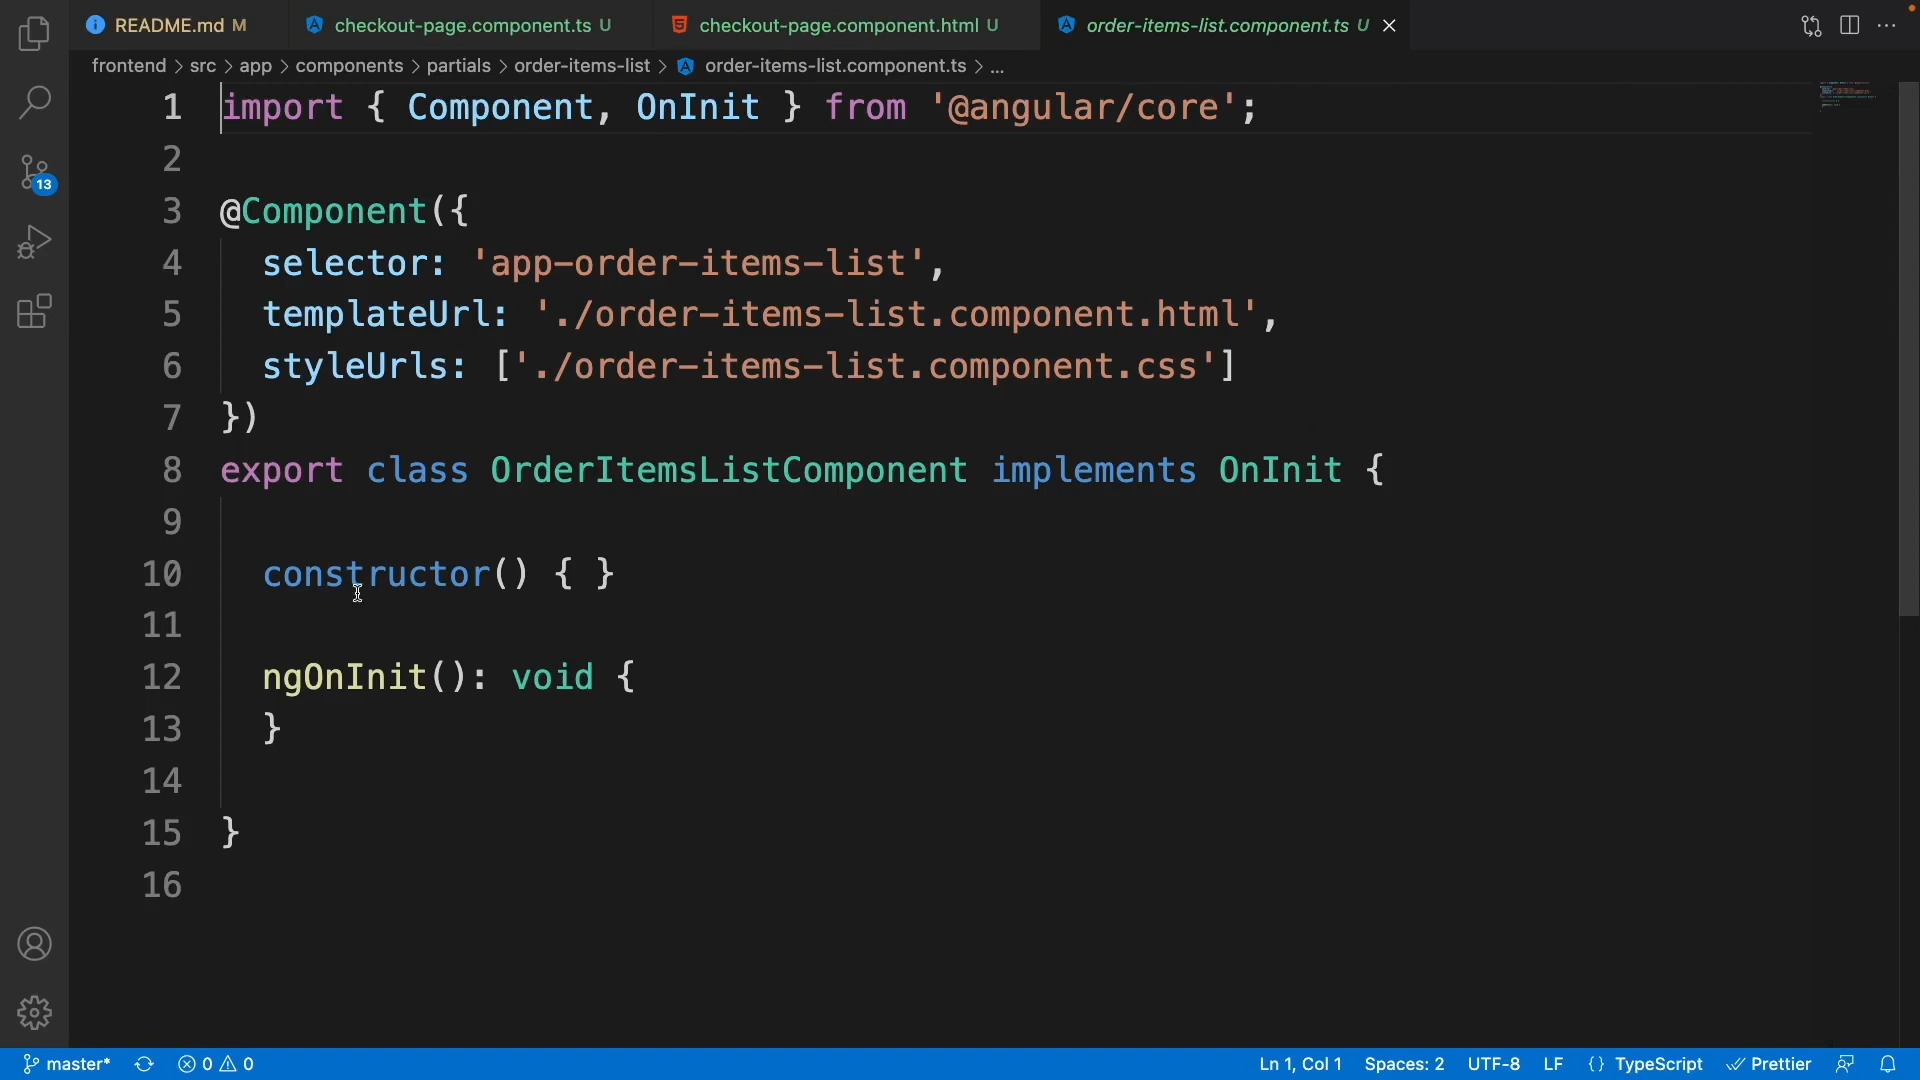 README.md M
checkout-page.component.ts U
checkout-page.component.html U
order-items-list.component.ts U
frontend > src > app > components > partials > order-items-list > order-items-list.component.ts > ...
1 import { Component, OnInit } from '@angular/core';
2
3 @Component({
4 selector: 'app-order-items-list',
5 templateUrl: './order-items-list.component.html',
6 styleUrls: ['./order-items-list.component.css']
7 })
8 export class OrderItemsListComponent implements OnInit {
9
10 constructor() { }
11
12 ngOnInit(): void {
13 }
14
15 }
16
13
master* 0 0 Ln 1, Col 1 Spaces: 2 UTF-8 LF {} TypeScript Prettier